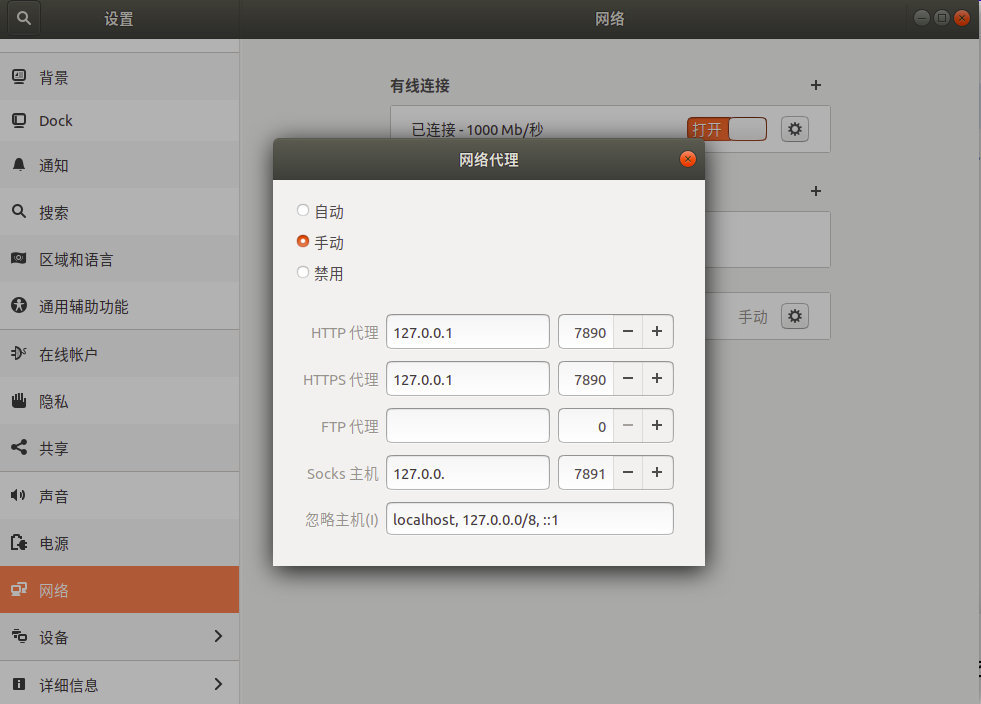 设置
网络
背景
Dock
通知
搜索
区域和语言
通用辅助功能
在线帐户
隐私
共享
声音
电源
网络
设备
详细信息
有线连接
已连接 - 1000 Mb/秒
打开
手动
网络代理
自动
手动
禁用
HTTP 代理 127.0.0.1 7890
HTTPS 代理 127.0.0.1 7890
FTP 代理 0
Socks 主机 127.0.0. 7891
忽略主机(I) localhost, 127.0.0.0/8, ::1